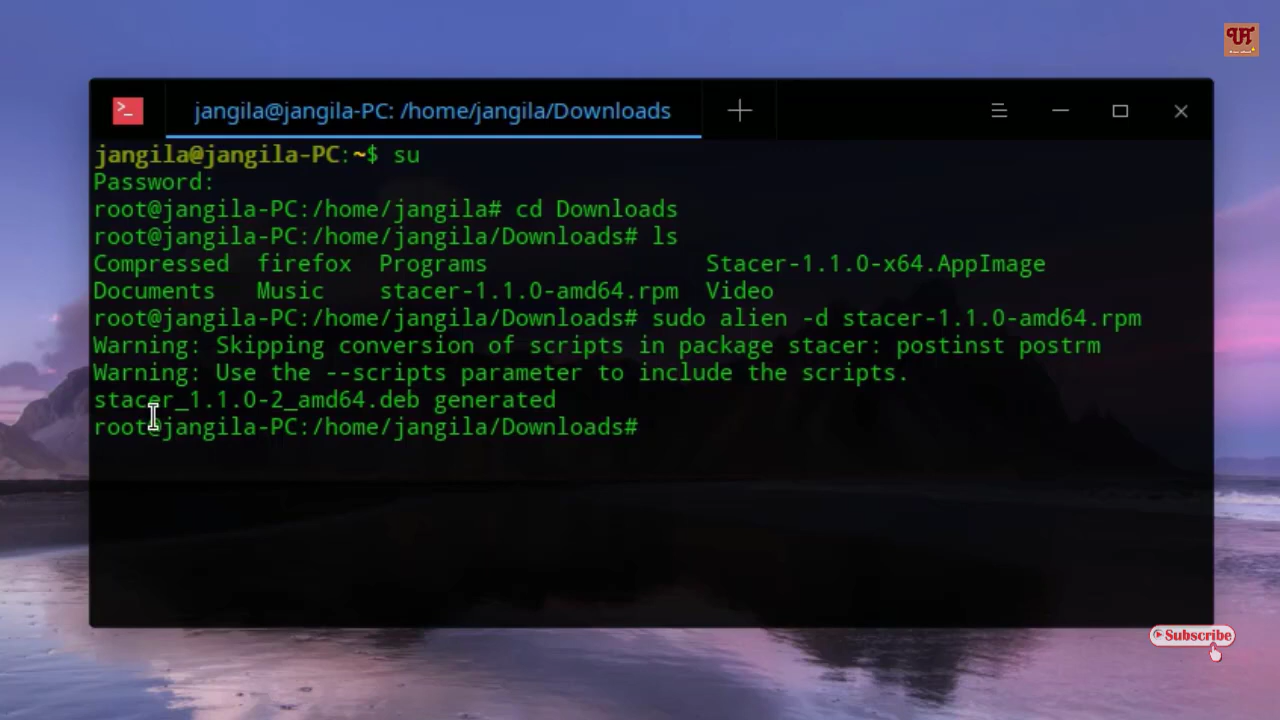 jangila@jangila-PC: /home/jangila/Downloads
jangila@jangila-PC:~$ su
Password:
root@jangila-PC:/home/jangila# cd Downloads
root@jangila-PC:/home/jangila/Downloads# ls
Compressed firefox Programs Stacer-1.1.0-x64.AppImage
Documents Music stacer-1.1.0-amd64.rpm Video
root@jangila-PC:/home/jangila/Downloads# sudo alien -d stacer-1.1.0-amd64.rpm
Warning: Skipping conversion of scripts in package stacer: postinst postrm
Warning: Use the --scripts parameter to include the scripts.
stacer_1.1.0-2_amd64.deb generated
root@jangila-PC:/home/jangila/Downloads#
Subscribe